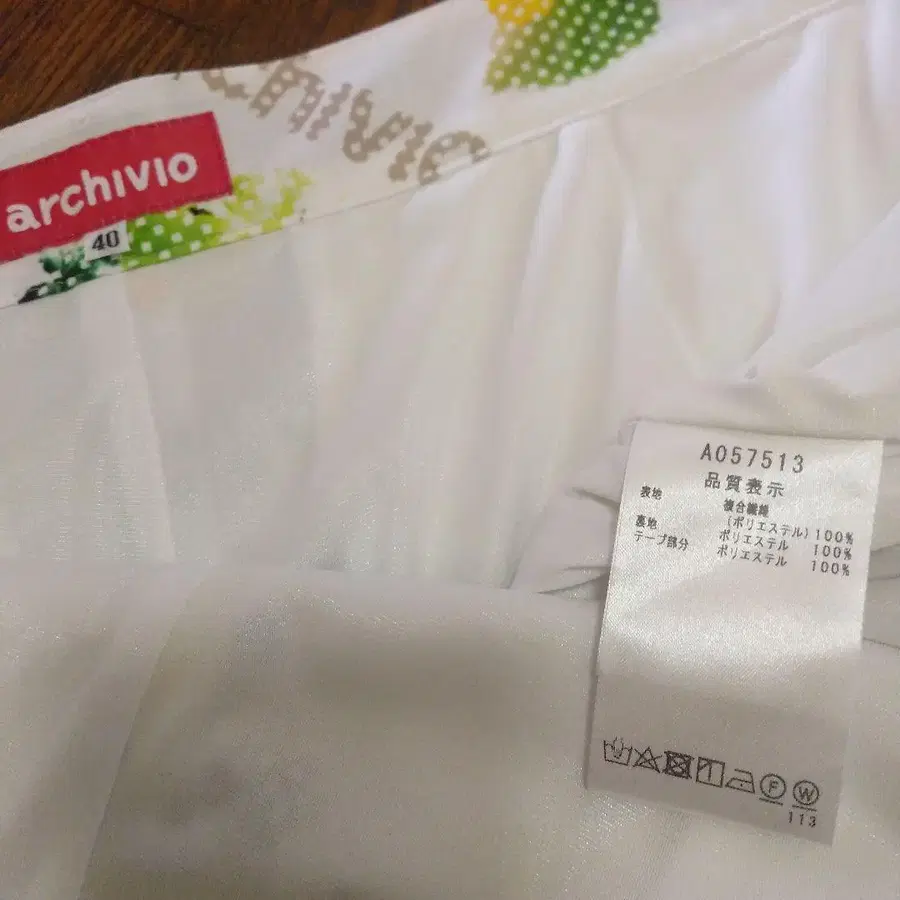 archivio
archivio
40
A057513
品質表示
表地 複合繊維
(ポリエステル) 100%
裏地 ポリエステル 100%
テープ部分 ポリエステル 100%
F W
113